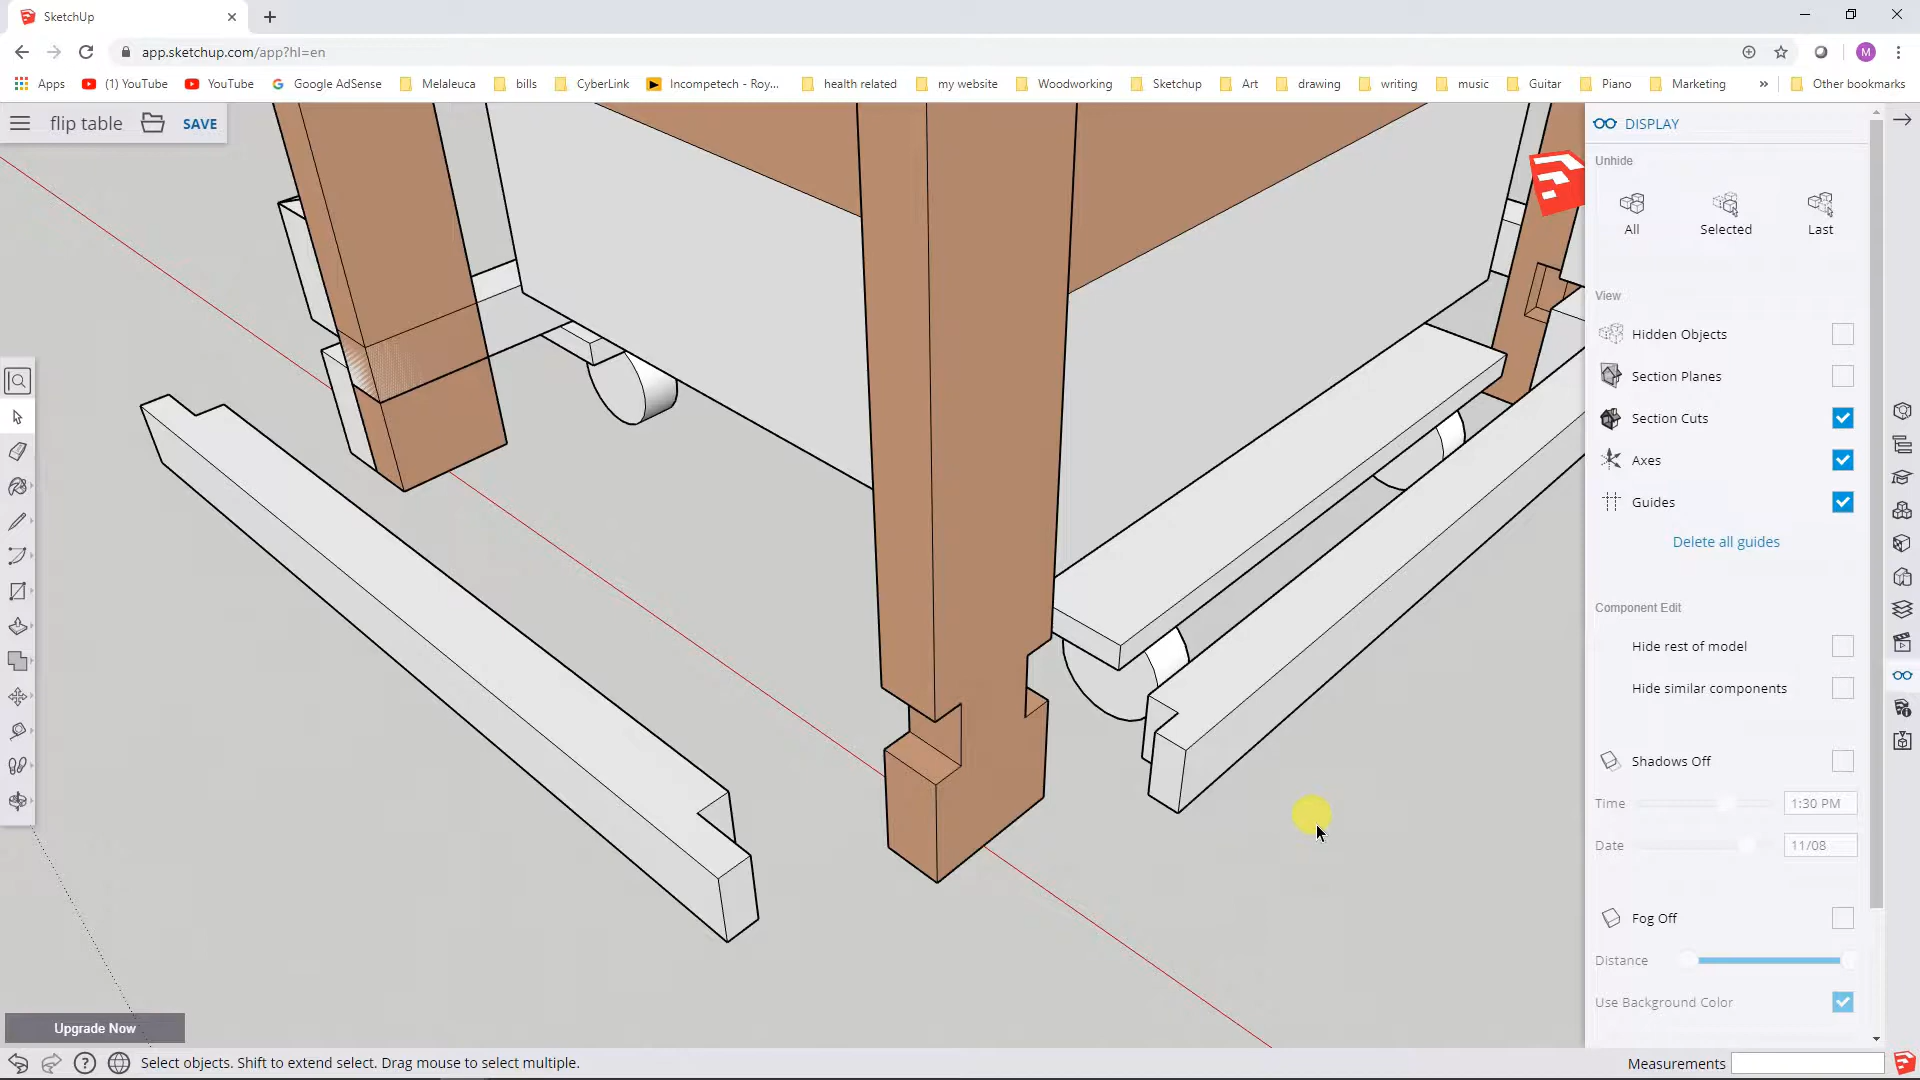 SketchUp
app.sketchup.com/app?hl=en
M
Apps (1) YouTube YouTube Google AdSense Melaleuca bills CyberLink Incompetech - Roy... health related my website Woodworking Sketchup Art drawing writing music Guitar Piano Marketing » Other bookmarks
flip table SAVE
DISPLAY
Unhide
All Selected Last
View
Hidden Objects
Section Planes
Section Cuts
Axes
Guides
Delete all guides
Component Edit
Hide rest of model
Hide similar components
Shadows Off
Time 1:30 PM
Date 11/08
Fog Off
Distance
Use Background Color
Upgrade Now
Select objects. Shift to extend select. Drag mouse to select multiple.
Measurements